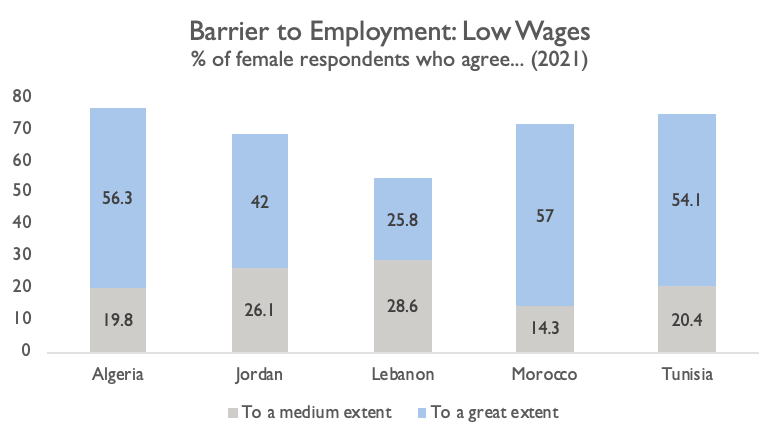 Barrier to Employment: Low Wages
% of female respondents who agree... (2021)
80
70
60
50
40
30
20
10
0
56.3
42
25.8
57
54.1
19.8
26.1
28.6
14.3
20.4
Algeria
Jordan
Lebanon
Morocco
Tunisia
To a medium extent
To a great extent